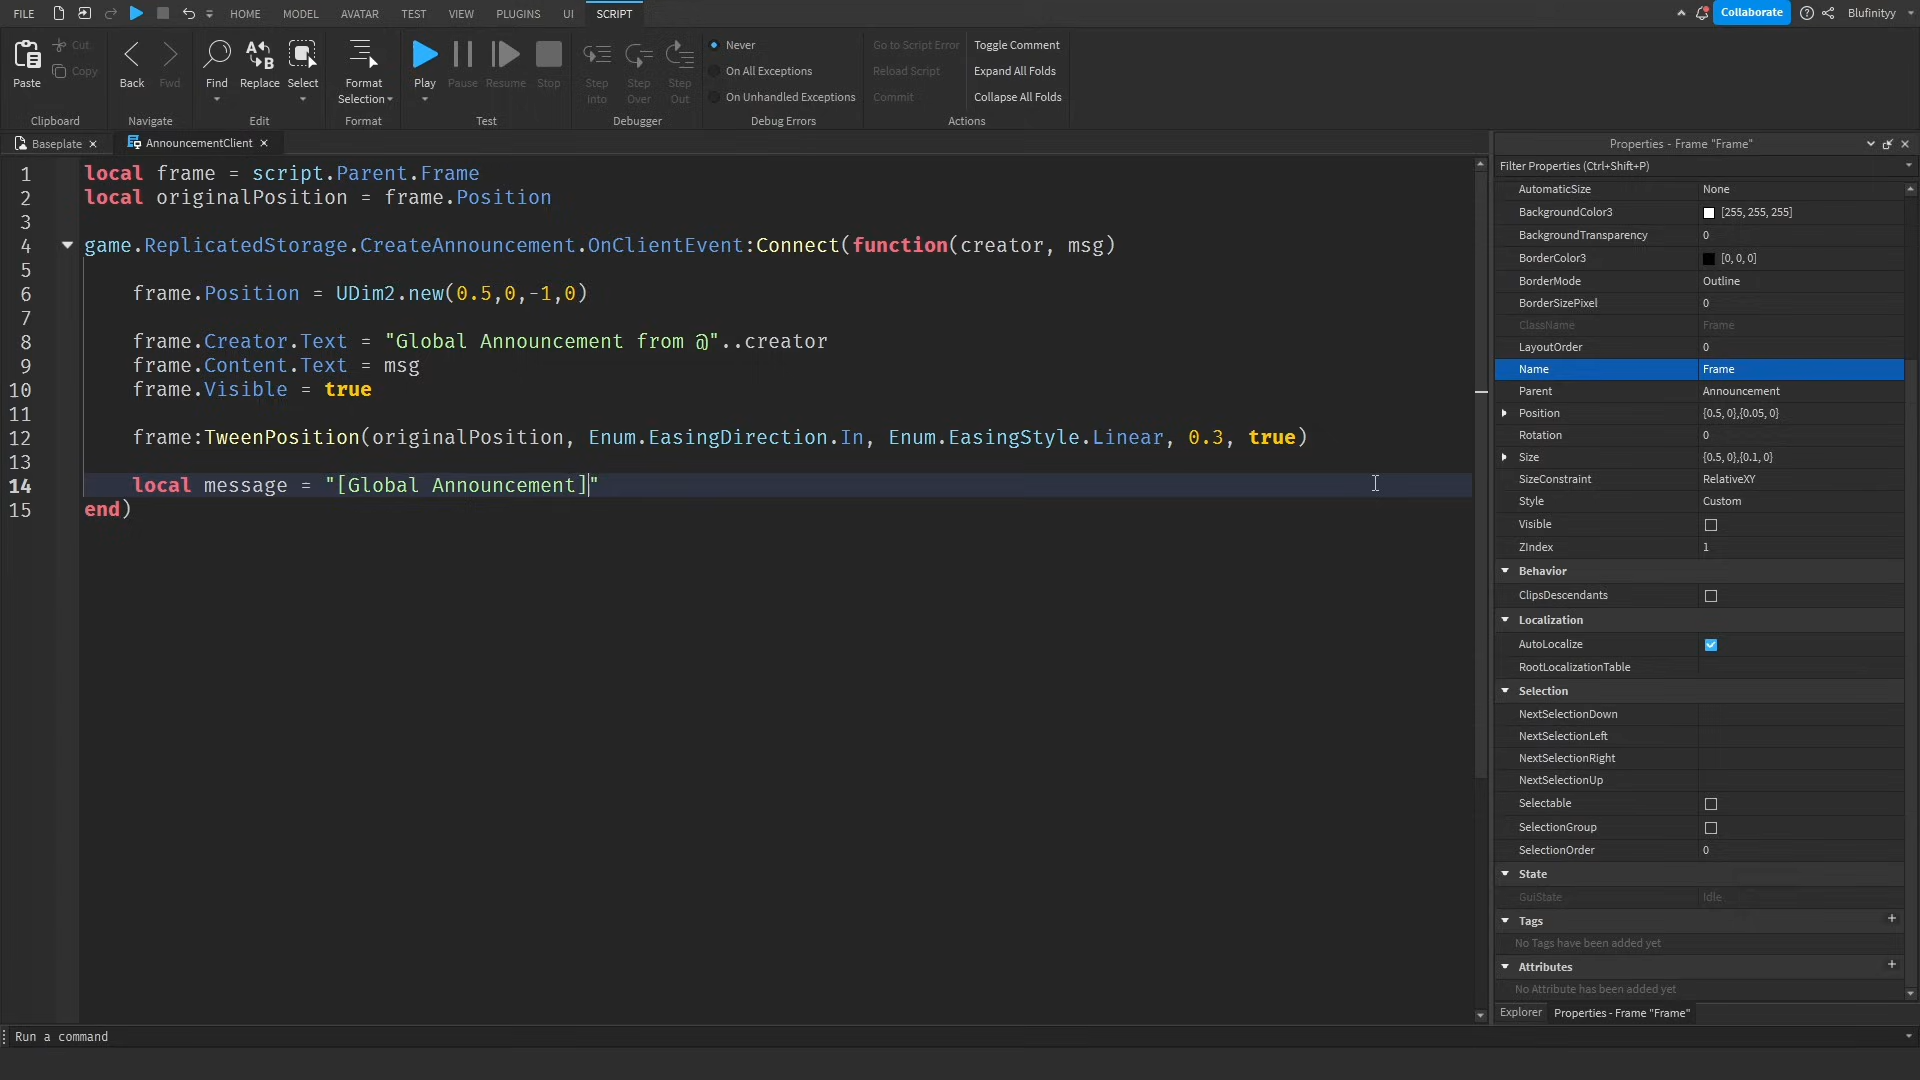 FILE HOME MODEL AVATAR TEST VIEW PLUGINS UI SCRIPT Collaborate Blufinityy
Paste Cut Copy
Clipboard
Back Fwd
Navigate
Find Replace Select
Edit
Format Selection
Format
Play Pause Resume Stop
Test
Step Into Step Over Step Out
Debugger
Never
On All Exceptions
On Unhandled Exceptions
Debug Errors
Go to Script Error
Reload Script
Commit
Toggle Comment
Expand All Folds
Collapse All Folds
Actions
Baseplate AnnouncementClient
1 local frame = script.Parent.Frame
2 local originalPosition = frame.Position
3
4 game.ReplicatedStorage.CreateAnnouncement.OnClientEvent:Connect(function(creator, msg)
5
6 frame.Position = UDim2.new(0.5,0,-1,0)
7
8 frame.Creator.Text = "Global Announcement from @"..creator
9 frame.Content.Text = msg
10 frame.Visible = true
11
12 frame:TweenPosition(originalPosition, Enum.EasingDirection.In, Enum.EasingStyle.Linear, 0.3, true)
13
14 local message = "[Global Announcement]"
15 end)
Properties - Frame "Frame"
Filter Properties (Ctrl+Shift+P)
AutomaticSize None
BackgroundColor3 [255, 255, 255]
BackgroundTransparency 0
BorderColor3 [0, 0, 0]
BorderMode Outline
BorderSizePixel 0
ClassName Frame
LayoutOrder 0
Name Frame
Parent Announcement
Position {0.5, 0},{0.05, 0}
Rotation 0
Size {0.5, 0},{0.1, 0}
SizeConstraint RelativeXY
Style Custom
Visible
ZIndex 1
Behavior
ClipsDescendants
Localization
AutoLocalize
RootLocalizationTable
Selection
NextSelectionDown
NextSelectionLeft
NextSelectionRight
NextSelectionUp
Selectable
SelectionGroup
SelectionOrder 0
State
GuiState Idle
Tags +
No Tags have been added yet
Attributes +
No Attribute has been added yet
Explorer Properties - Frame "Frame"
Run a command